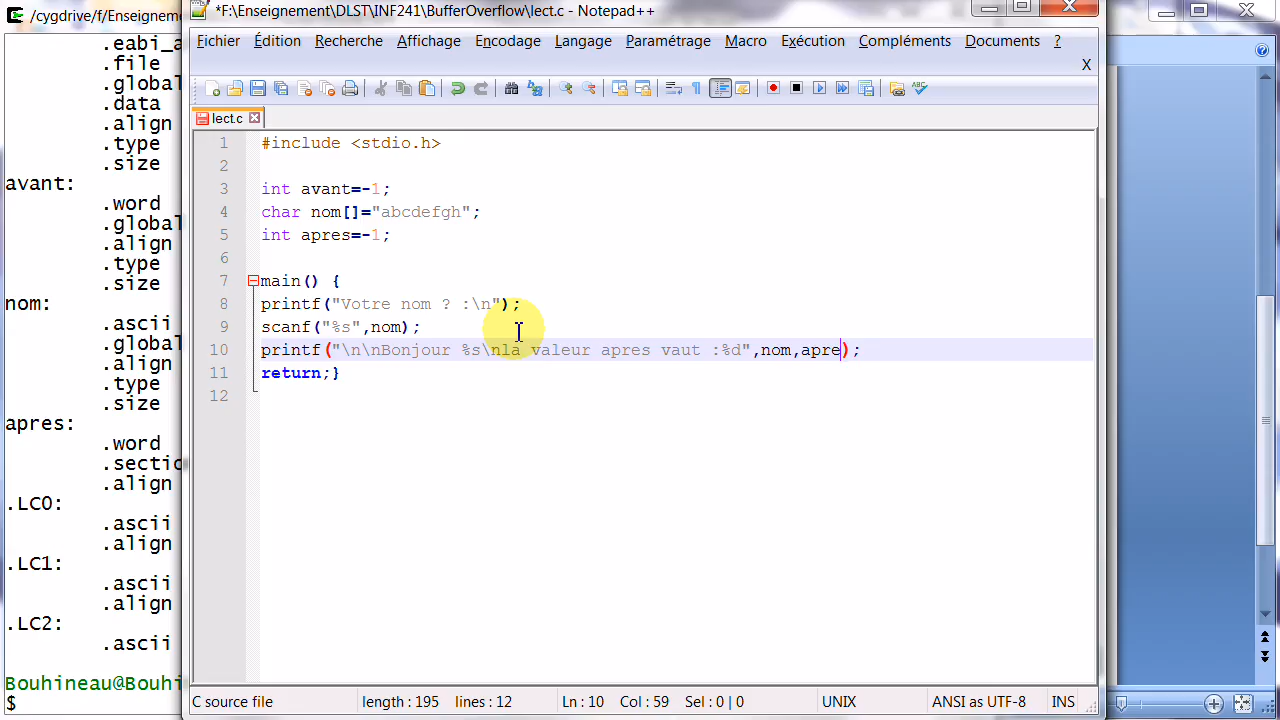 /cygdrive/f/Enseigneme
*F:\Enseignement\DLST\INF241\BufferOverflow\lect.c - Notepad++
Fichier Édition Recherche Affichage Encodage Langage Paramétrage Macro Exécution Compléments Documents ?
X
lect.c
1 #include <stdio.h>
2
3 int avant=-1;
4 char nom[]="abcdefgh";
5 int apres=-1;
6
7 main() {
8 printf("Votre nom ? :\n");
9 scanf("%s",nom);
10 printf("\n\nBonjour %s\nla valeur apres vaut :%d",nom,apre);
11 return;}
12
.eabi_a
.file
.global
.data
.align
.type
.size
avant:
.word
.global
.align
.type
.size
nom:
.ascii
.global
.align
.type
.size
apres:
.word
.sectio
.align
.LC0:
.ascii
.align
.LC1:
.ascii
.align
.LC2:
.ascii
Bouhineau@Bouhi
$
C source file length : 195 lines : 12 Ln : 10 Col : 59 Sel : 0 | 0 UNIX ANSI as UTF-8 INS